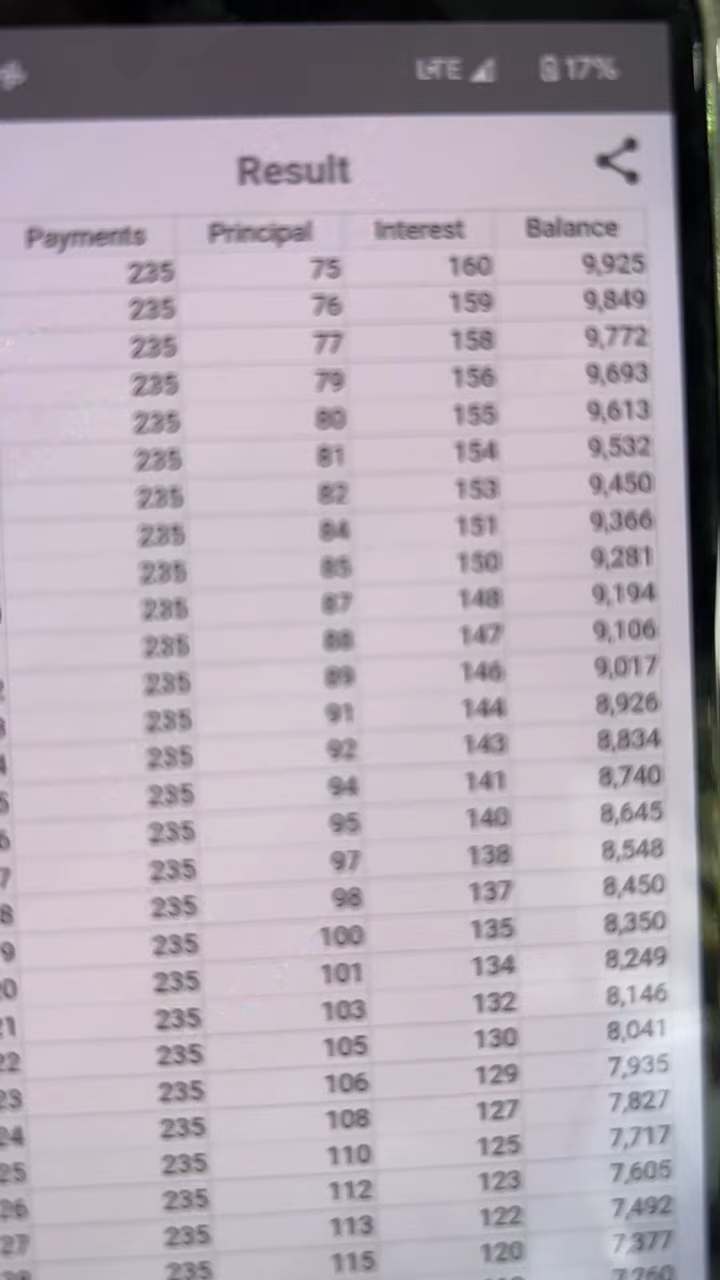 LTE 17%
Result
Payments Principal Interest Balance
235 75 160 9,925
235 76 159 9,849
235 77 158 9,772
235 79 156 9,693
235 80 155 9,613
235 81 154 9,532
235 82 153 9,450
235 84 151 9,366
235 85 150 9,281
235 87 148 9,194
235 88 147 9,106
235 89 146 9,017
235 91 144 8,926
235 92 143 8,834
235 94 141 8,740
235 95 140 8,645
7 235 97 138 8,548
8 235 98 137 8,450
9 235 100 135 8,350
20 235 101 134 8,249
21 235 103 132 8,146
22 235 105 130 8,041
23 235 106 129 7,935
24 235 108 127 7,827
25 235 110 125 7,717
26 235 112 123 7,605
27 235 113 122 7,492
235 115 120 7,377
7,260